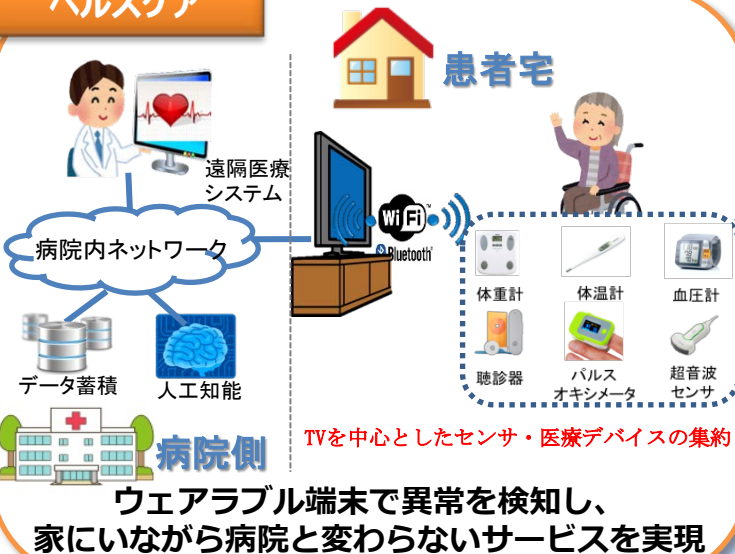 ヘルスケア
患者宅
遠隔医療
システム
病院内ネットワーク
WiFi
Bluetooth
体重計
体温計
血圧計
聴診器
パルス
オキシメータ
超音波
センサ
データ蓄積
人工知能
病院側
TVを中心としたセンサ・医療デバイスの集約
ウェアラブル端末で異常を検知し、
家にいながら病院と変わらないサービスを実現